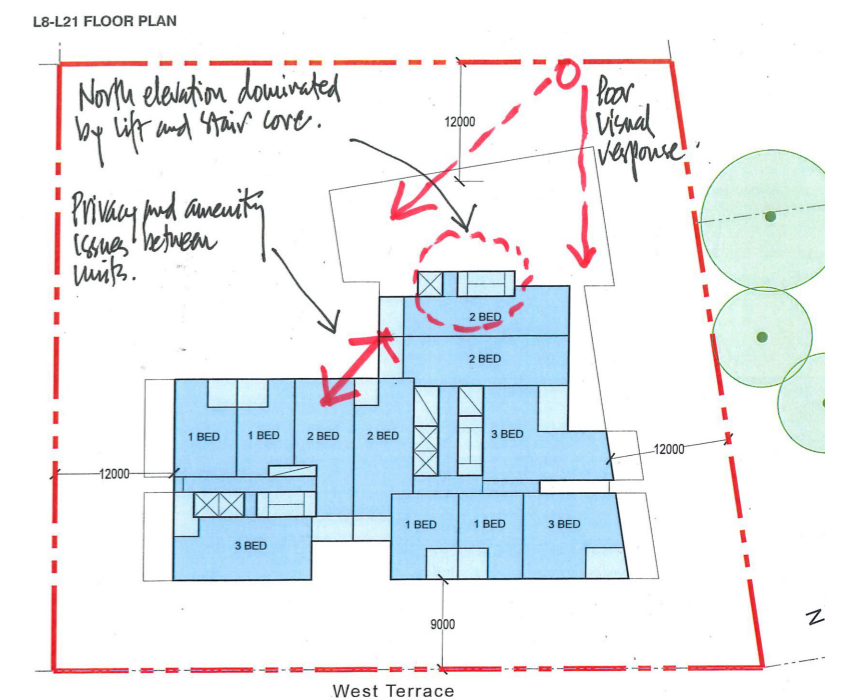 L8-L21 FLOOR PLAN
North elevation dominated
by lift and stair core.
12000
Poor
visual
response.
Privacy and amenity
issues between
units.
2 BED
2 BED
1 BED
1 BED
2 BED
2 BED
3 BED
12000
12000
3 BED
1 BED
1 BED
3 BED
9000
N
West Terrace